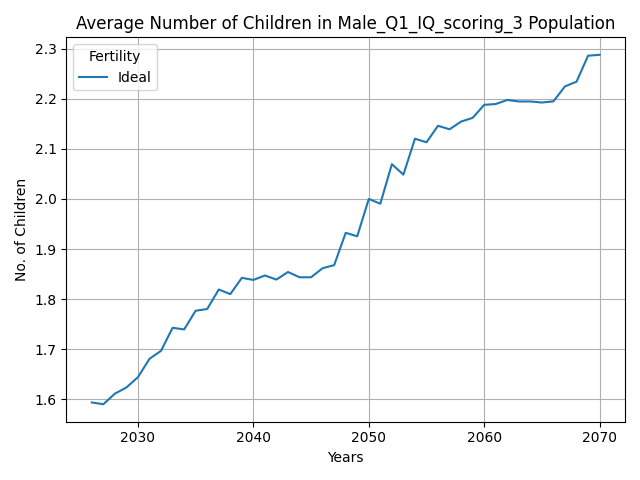 Average Number of Children in Male_Q1_IQ_scoring_3 Population
Fertility
Ideal
No. of Children
2.3
2.2
2.1
2.0
1.9
1.8
1.7
1.6
2030 2040 2050 2060 2070
Years